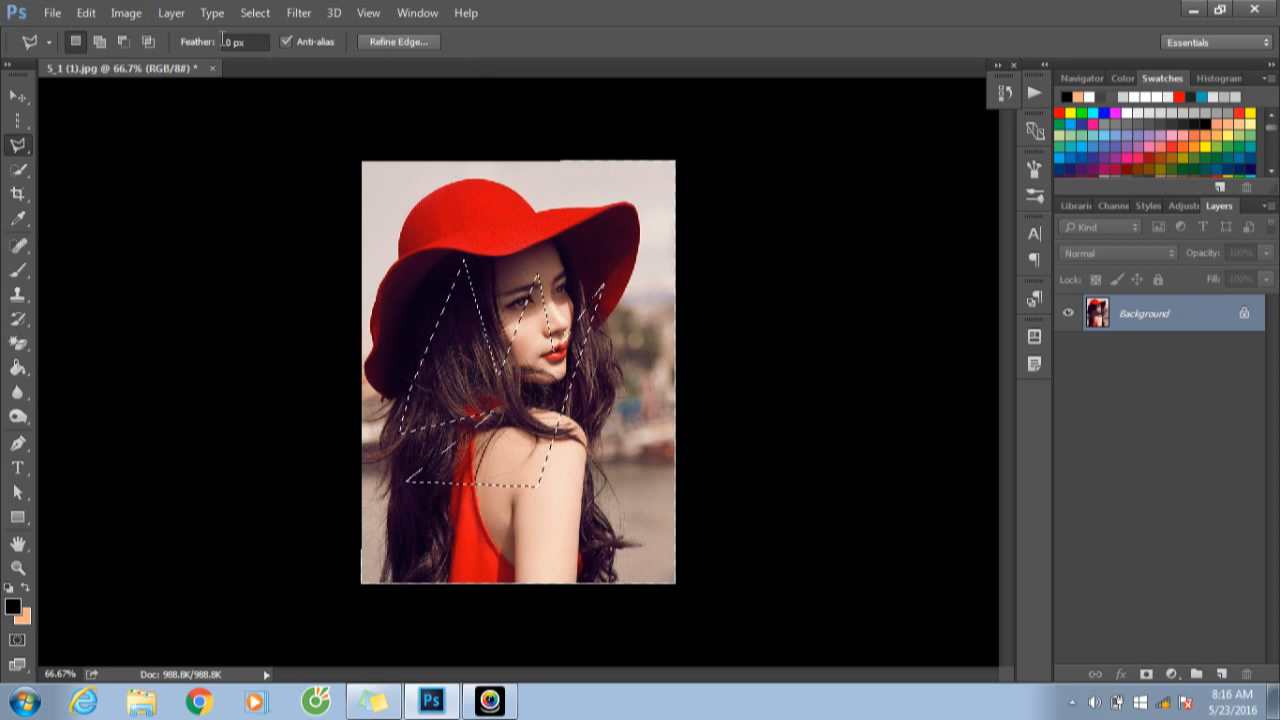 Ps File Edit Image Layer Type Select Filter 3D View Window Help
Feather: 0 px Anti-alias Refine Edge... Essentials
5_1 (1).jpg @ 66.7% (RGB/8#) * ×
Navigator Color Swatches Histogram
Librari Channe Styles Adjustı Layers
Kind
Normal Opacity: 100%
Lock: Fill: 100%
Background
66.67% Doc: 988.8K/988.8K
Ps
8:16 AM
5/23/2016